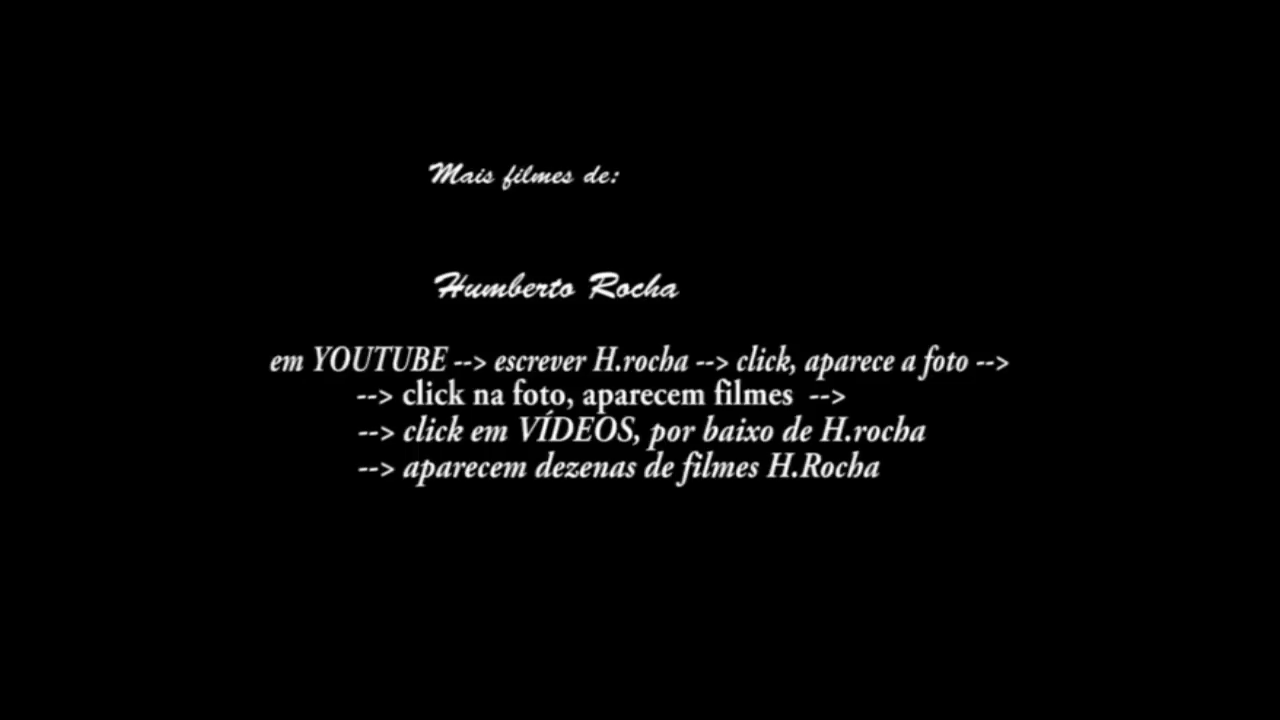 Mais filmes de:
Humberto Rocha
em YOUTUBE --> escrever H.rocha --> click, aparece a foto -->
--> click na foto, aparecem filmes -->
--> click em VÍDEOS, por baixo de H.rocha
--> aparecem dezenas de filmes H.Rocha